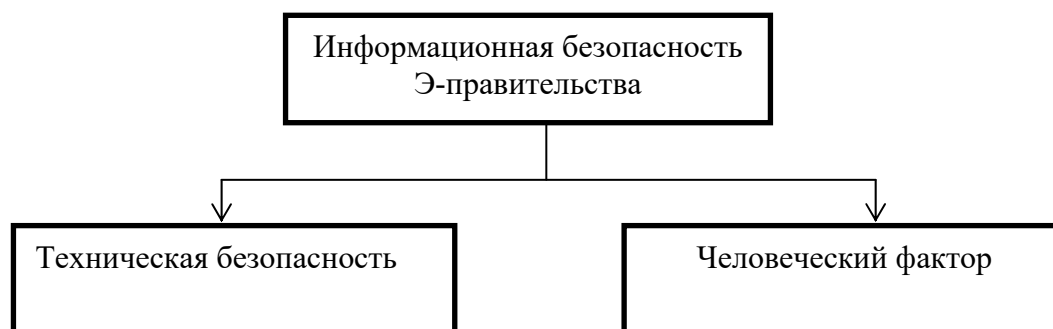 Информационная безопасность
Э-правительства
Техническая безопасность
Человеческий фактор